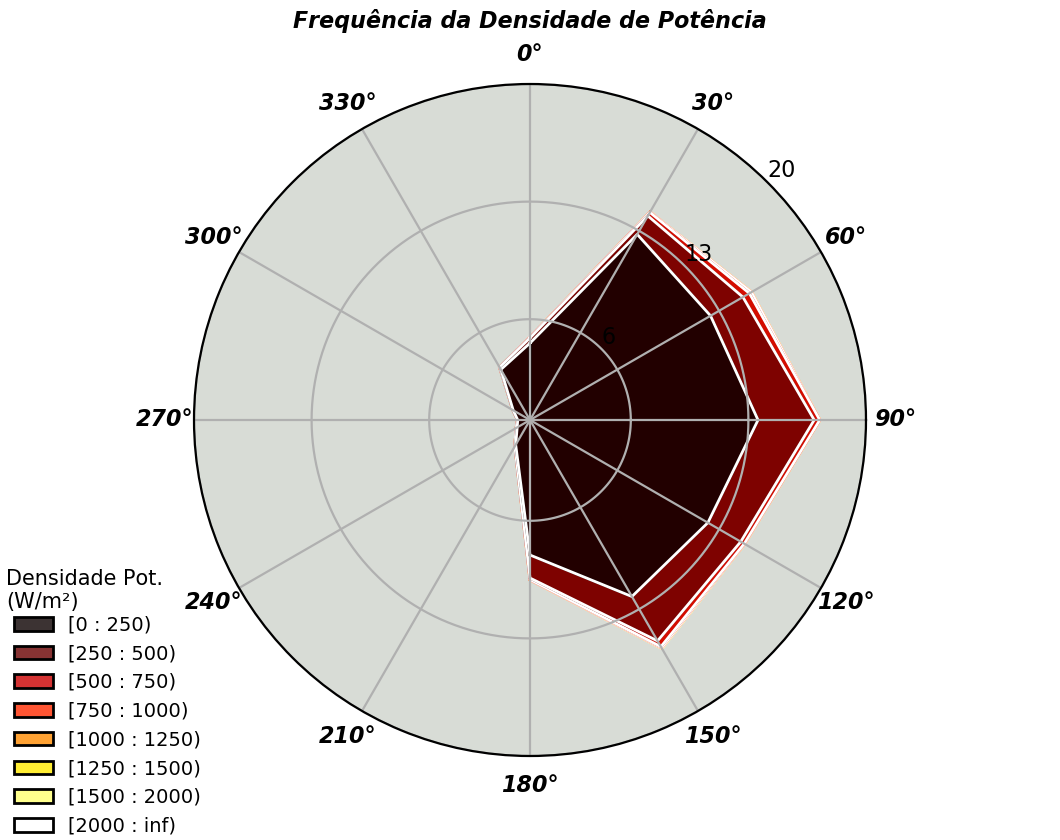 Frequência da Densidade de Potência
0°
330°
30°
20
300°
60°
13
6
270°
90°
240°
120°
210°
150°
180°
Densidade Pot.
(W/m²)
[0 : 250)
[250 : 500)
[500 : 750)
[750 : 1000)
[1000 : 1250)
[1250 : 1500)
[1500 : 2000)
[2000 : inf)